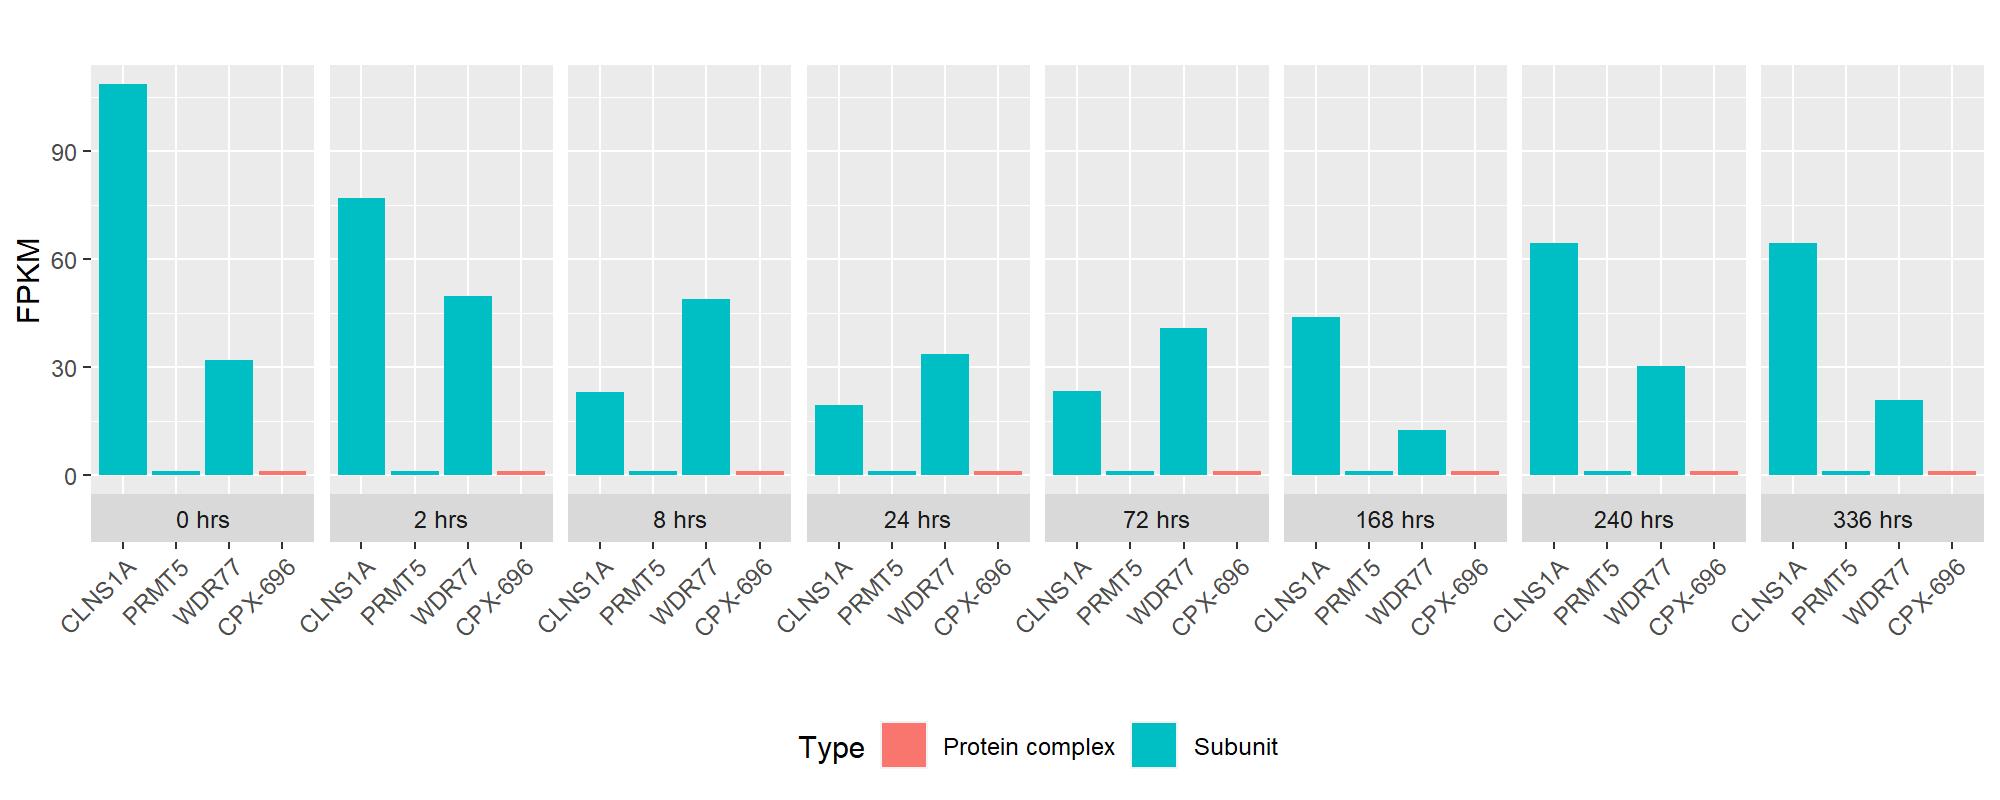 FPKM
90
60
30
0
0 hrs 2 hrs 8 hrs 24 hrs 72 hrs 168 hrs 240 hrs 336 hrs
CLNS1A PRMT5 WDR77 CPX-696 CLNS1A PRMT5 WDR77 CPX-696 CLNS1A PRMT5 WDR77 CPX-696 CLNS1A PRMT5 WDR77 CPX-696 CLNS1A PRMT5 WDR77 CPX-696 CLNS1A PRMT5 WDR77 CPX-696 CLNS1A PRMT5 WDR77 CPX-696 CLNS1A PRMT5 WDR77 CPX-696
Type Protein complex Subunit